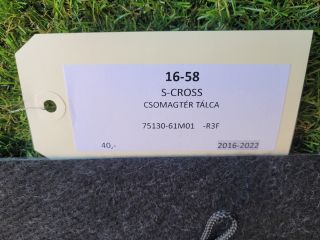 16-58
S-CROSS
CSOMAGTÉR TÁLCA
75130-61M01 -R3F
40,- 2016-2022